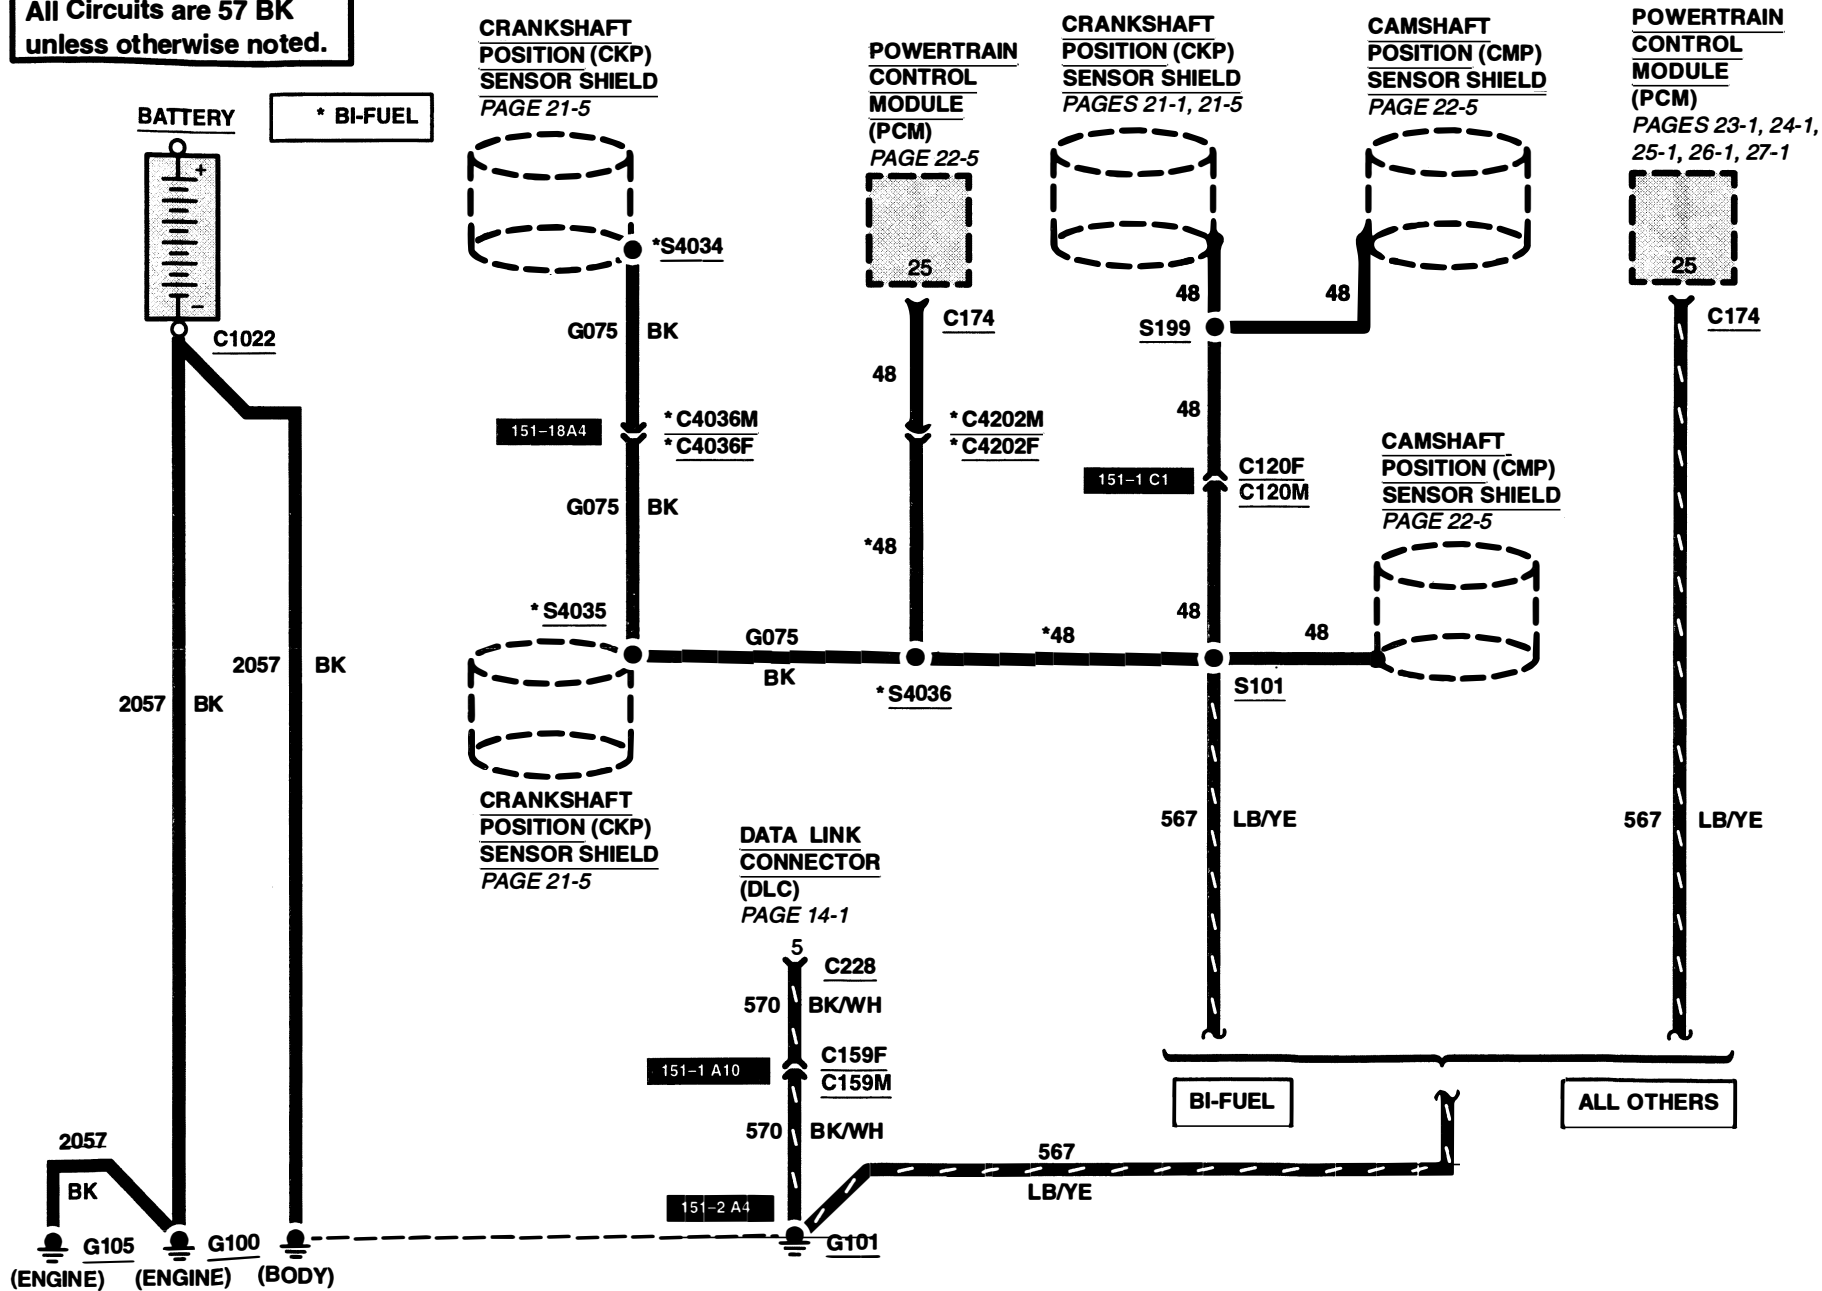 All Circuits are 57 BK
unless otherwise noted.
BATTERY
* BI-FUEL
+
–
C1022
2057 BK
2057 BK
2057
BK
G105
(ENGINE)
G100
(ENGINE)
(BODY)
CRANKSHAFT
POSITION (CKP)
SENSOR SHIELD
PAGE 21-5
*S4034
G075 BK
151–18A4
* C4036M
* C4036F
G075 BK
* S4035
CRANKSHAFT
POSITION (CKP)
SENSOR SHIELD
PAGE 21-5
G075
BK
POWERTRAIN
CONTROL
MODULE
(PCM)
PAGE 22-5
25
C174
48
* C4202M
* C4202F
*48
* S4036
*48
CRANKSHAFT
POSITION (CKP)
SENSOR SHIELD
PAGES 21-1, 21-5
48
S199
48
151–1 C1
C120F
C120M
48
S101
CAMSHAFT
POSITION (CMP)
SENSOR SHIELD
PAGE 22-5
48
CAMSHAFT
POSITION (CMP)
SENSOR SHIELD
PAGE 22-5
48
POWERTRAIN
CONTROL
MODULE
(PCM)
PAGES 23-1, 24-1,
25-1, 26-1, 27-1
25
C174
567 LB/YE
567 LB/YE
BI-FUEL
ALL OTHERS
DATA LINK
CONNECTOR
(DLC)
PAGE 14-1
5
C228
570 BK/WH
151–1 A10
C159F
C159M
570 BK/WH
567
LB/YE
151–2 A4
G101